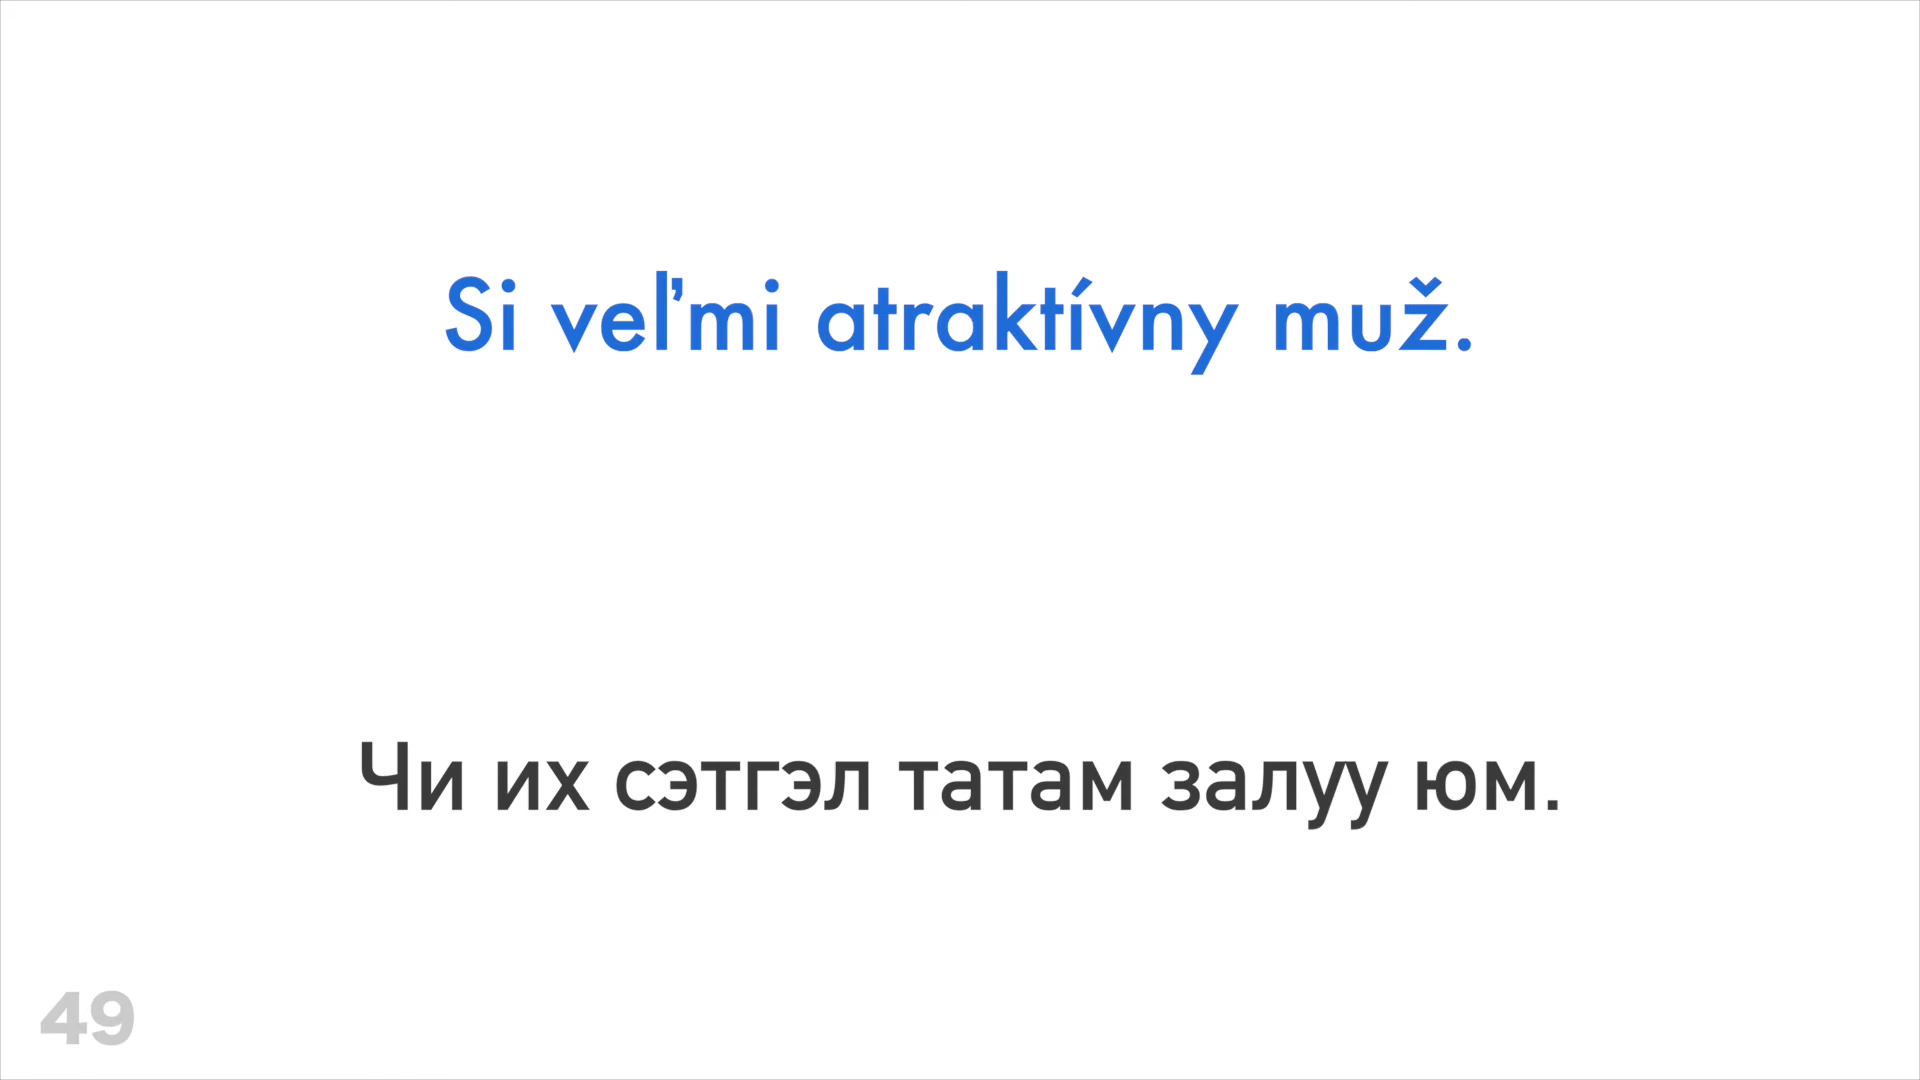 Si veľmi atraktívny muž.
Чи их сэтгэл татам залуу юм.
49